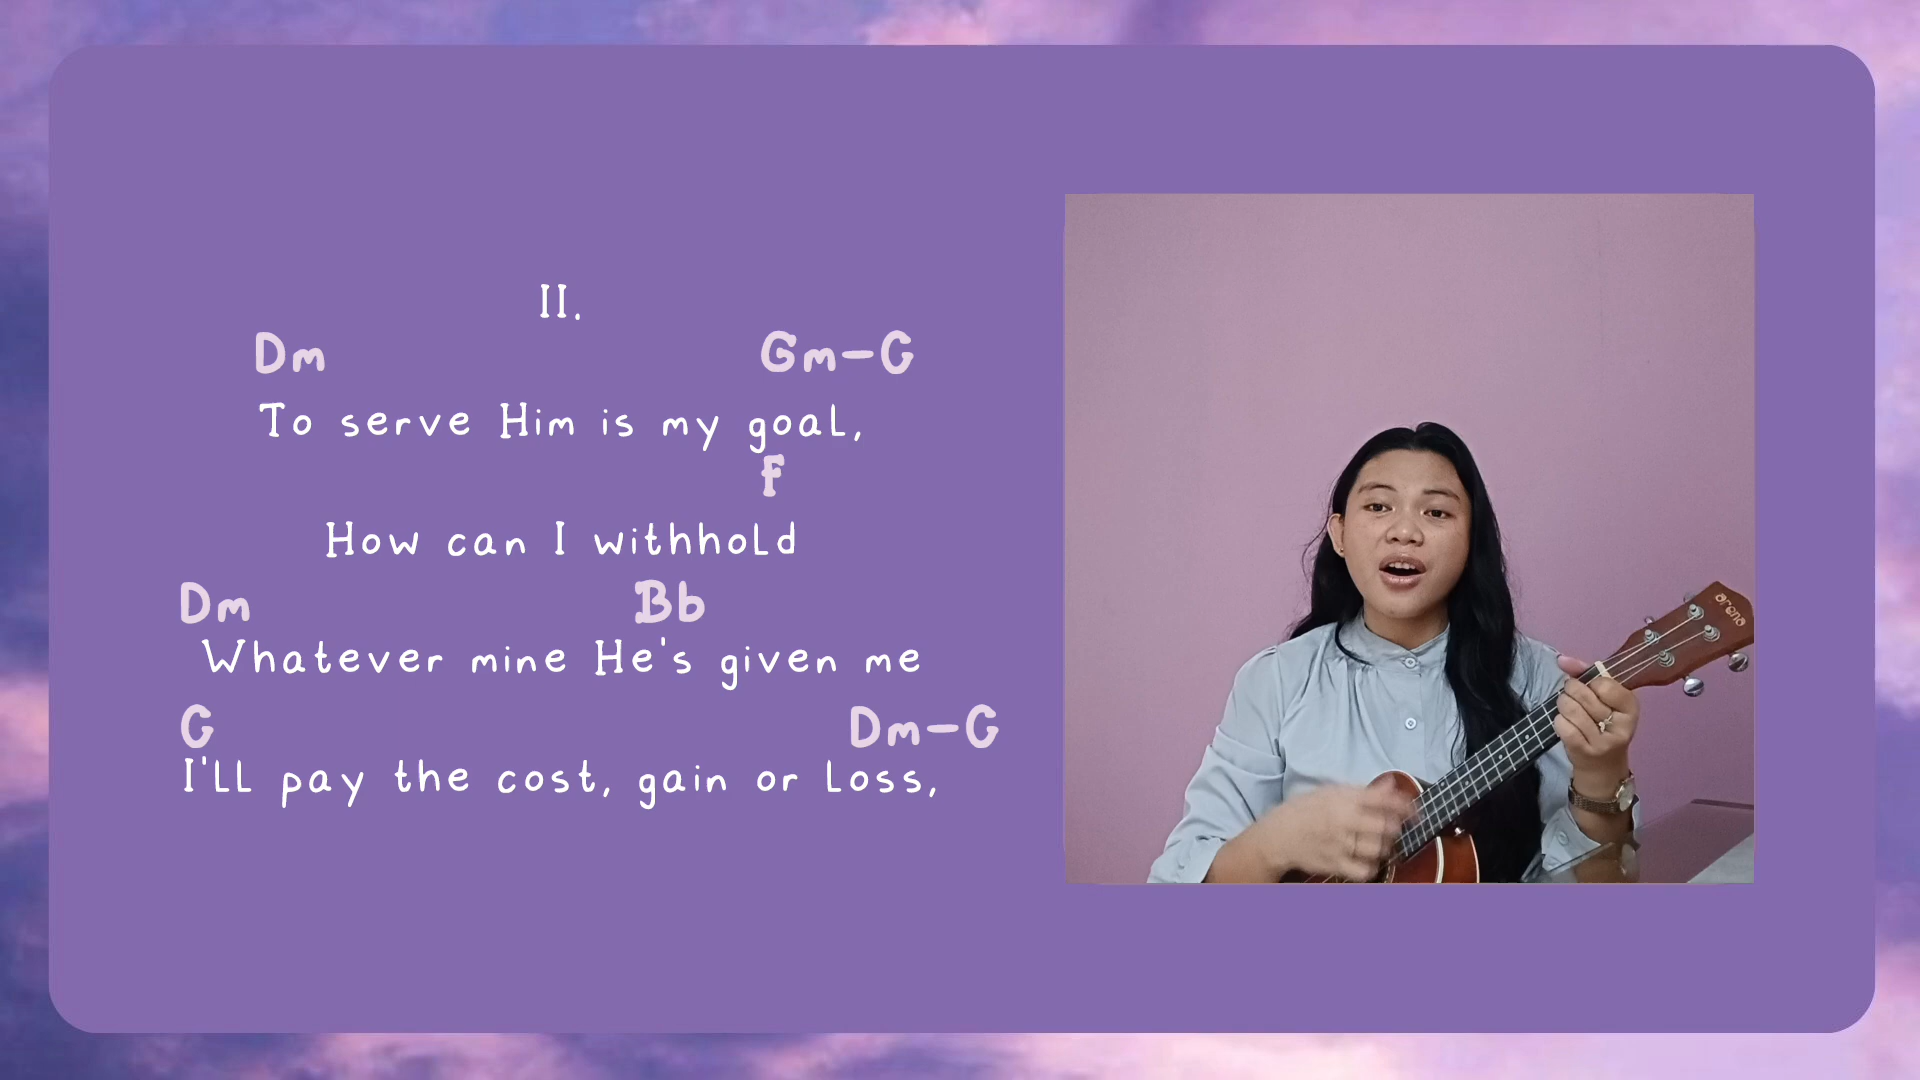 II.
Dm Gm-C
To serve Him is my goal,
F
How can I withhold
Dm Bb
Whatever mine He's given me
C Dm-C
I'll pay the cost, gain or loss,
arena